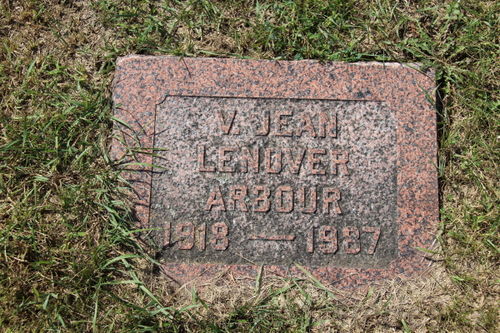 V. JEAN
LENOVER
ARBOUR
1918 — 1987